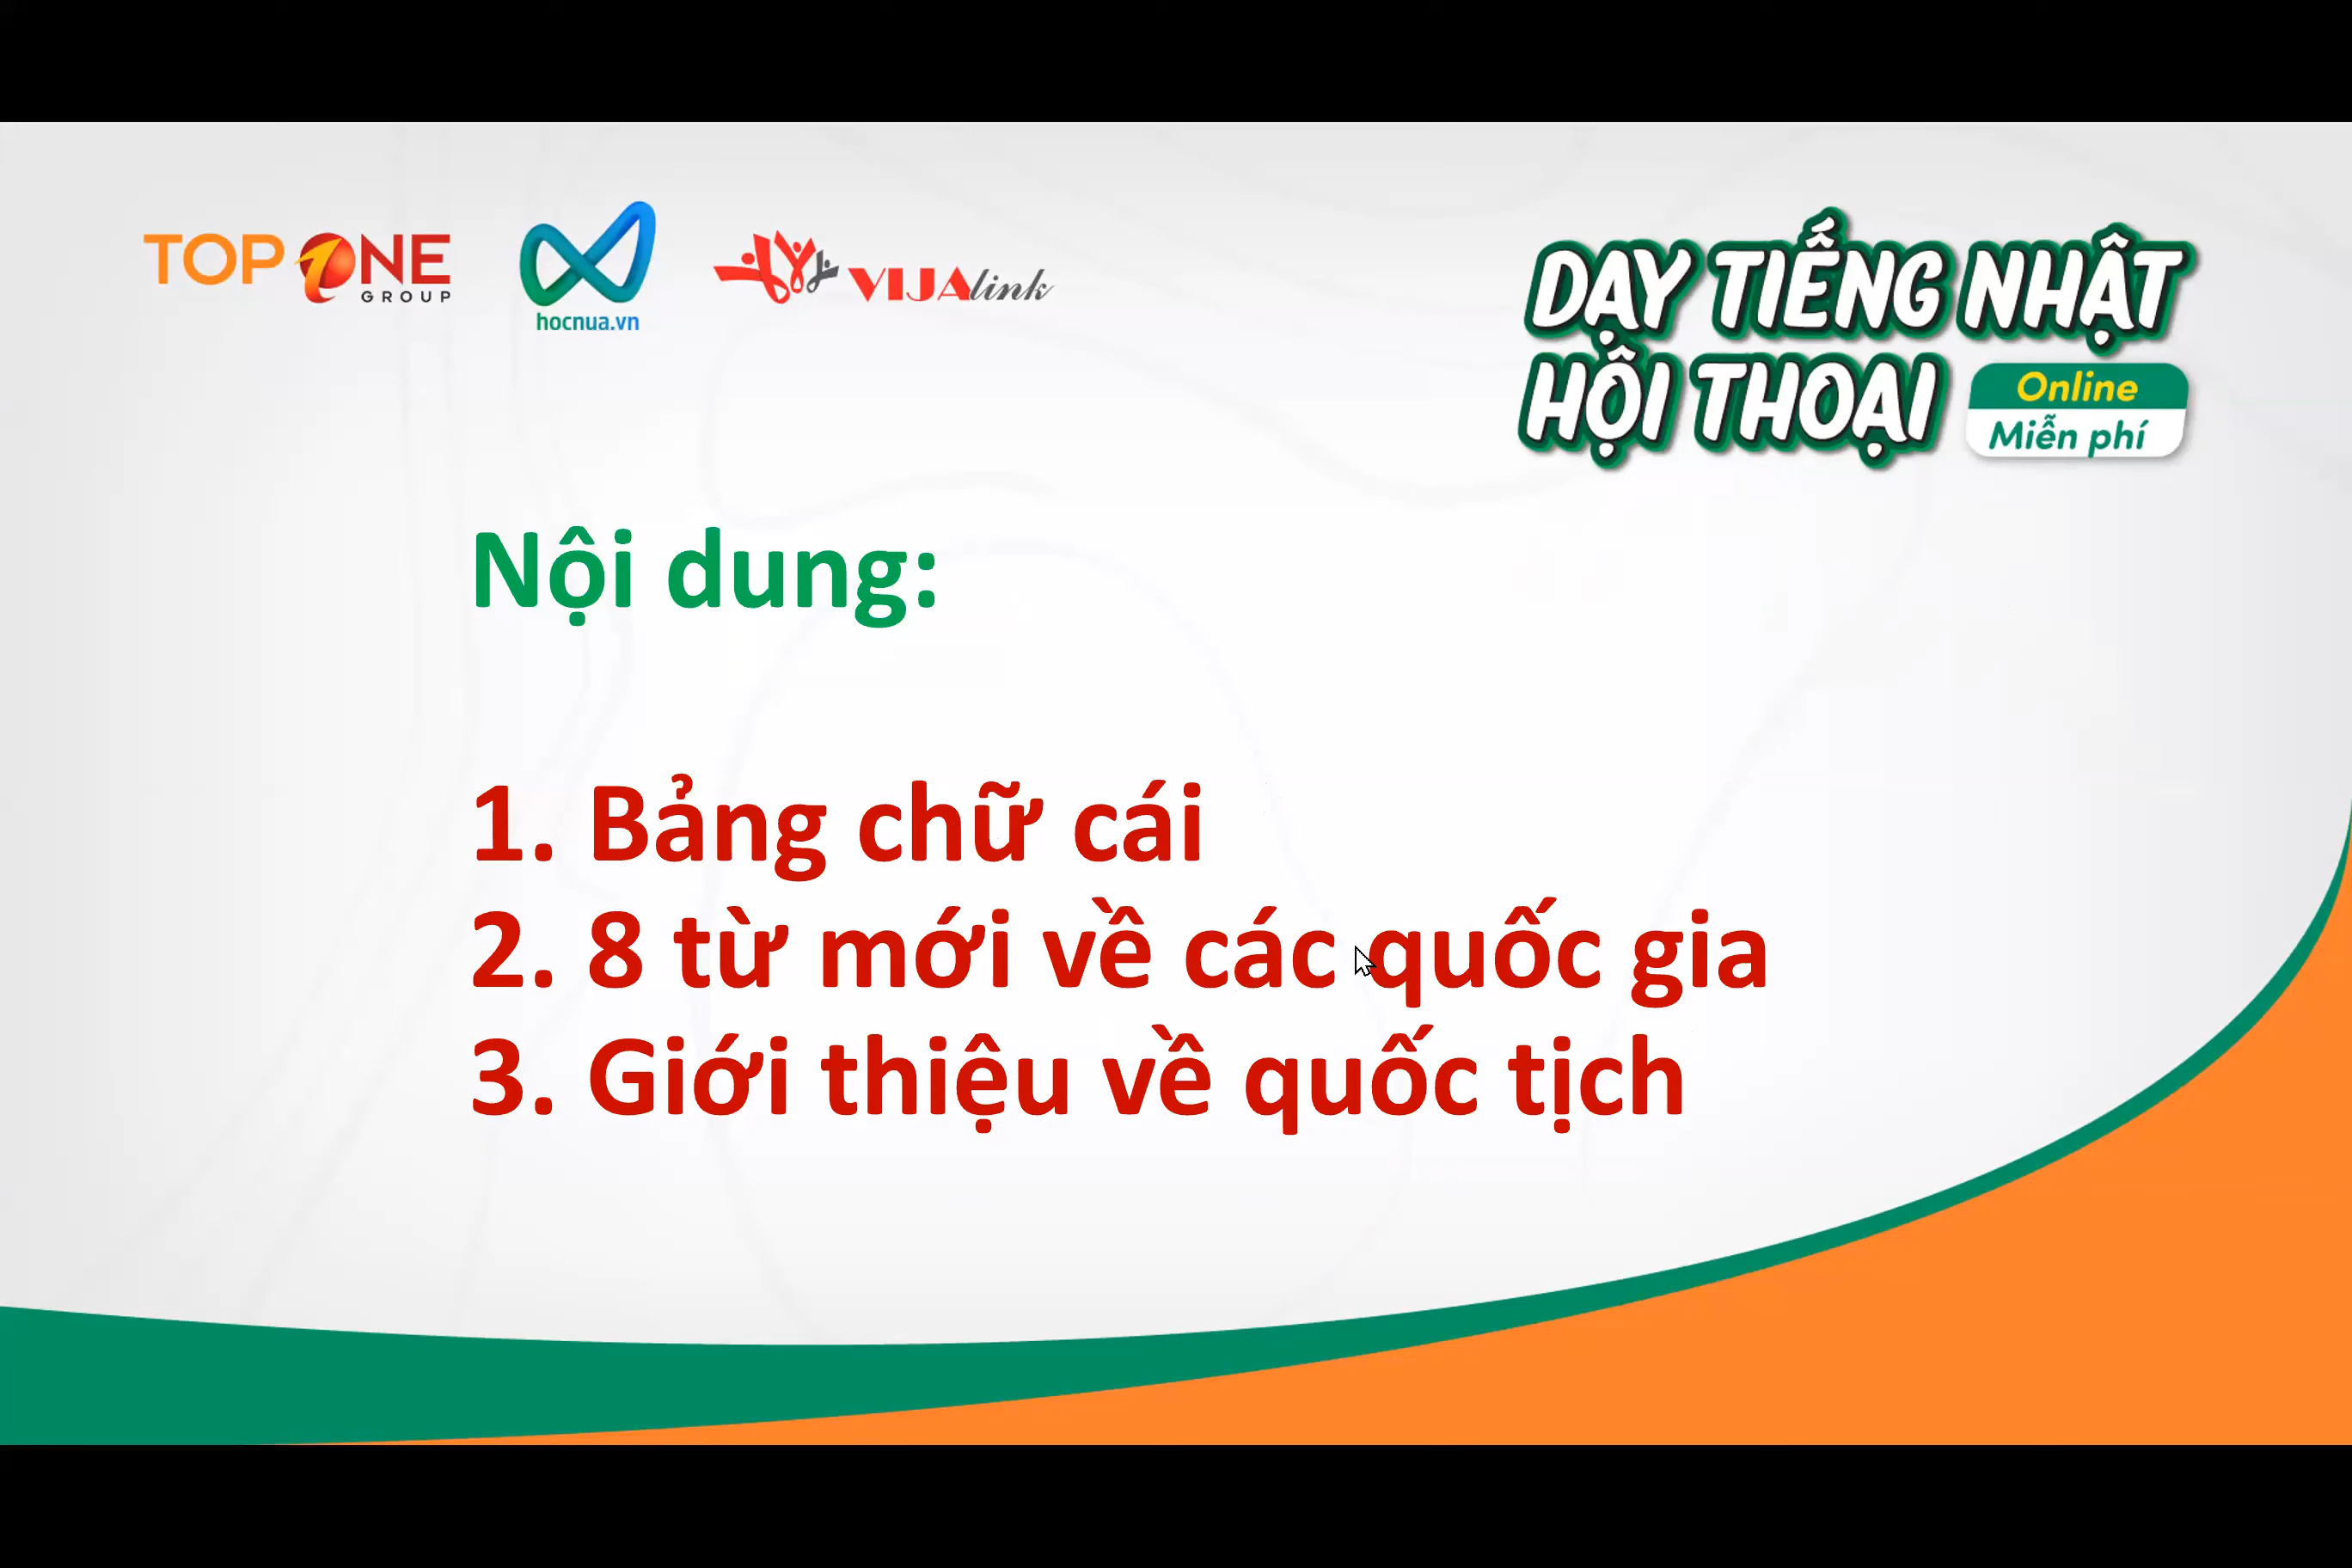 TOP ONE
GROUP
hocnua.vn
VIJAlink
DẠY TIẾNG NHẬT
HỘI THOẠI
Online
Miễn phí
Nội dung:
1. Bảng chữ cái
2. 8 từ mới về các quốc gia
3. Giới thiệu về quốc tịch